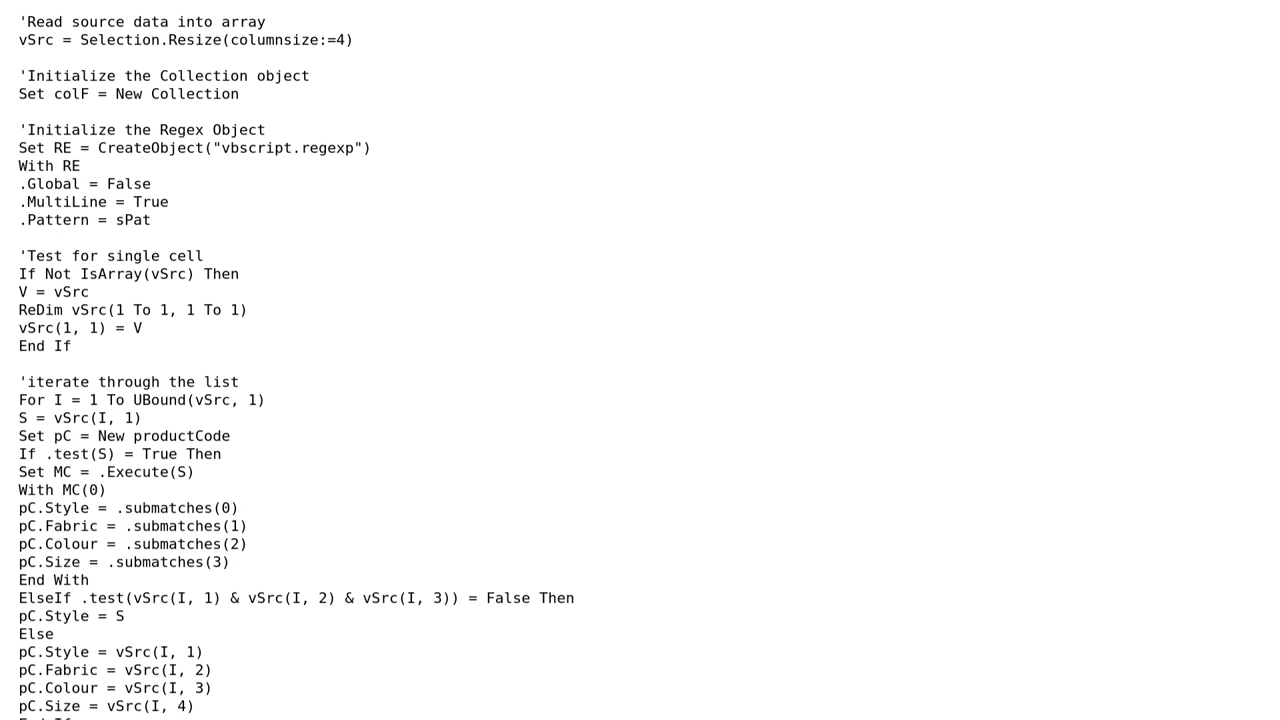 'Read source data into array
vSrc = Selection.Resize(columnsize:=4)
'Initialize the Collection object
Set colF = New Collection
'Initialize the Regex Object
Set RE = CreateObject("vbscript.regexp")
With RE
.Global = False
.MultiLine = True
.Pattern = sPat
'Test for single cell
If Not IsArray(vSrc) Then
V = vSrc
ReDim vSrc(1 To 1, 1 To 1)
vSrc(1, 1) = V
End If
'iterate through the list
For I = 1 To UBound(vSrc, 1)
S = vSrc(I, 1)
Set pC = New productCode
If .test(S) = True Then
Set MC = .Execute(S)
With MC(0)
pC.Style = .submatches(0)
pC.Fabric = .submatches(1)
pC.Colour = .submatches(2)
pC.Size = .submatches(3)
End With
ElseIf .test(vSrc(I, 1) & vSrc(I, 2) & vSrc(I, 3)) = False Then
pC.Style = S
Else
pC.Style = vSrc(I, 1)
pC.Fabric = vSrc(I, 2)
pC.Colour = vSrc(I, 3)
pC.Size = vSrc(I, 4)